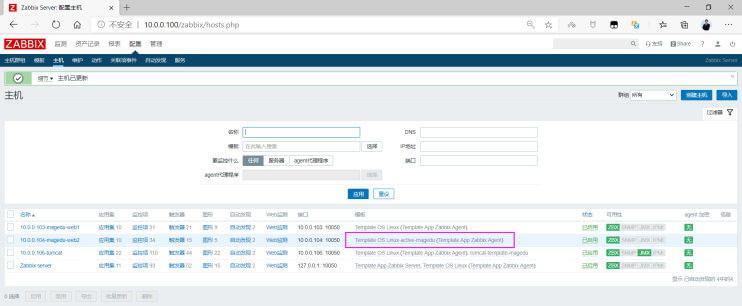 Zabbix Server: 配置主机
不安全 | 10.0.0.100/zabbix/hosts.php
ZABBIX 监测 资产记录 报表 配置 管理 支持 Share ?
主机群组 模板 主机 维护 动作 关联项事件 自动发现 服务 Zabbix Server
细节 主机已更新
主机 群组 所有 创建主机 导入
过滤器
名称 DNS
模板 在此输入搜索 选择 IP地址
要监控什么 任何 服务器 agent代理程序 端口
agent代理程序 选择
应用 重设
名称 应用集 监控项 触发器 图形 自动发现 Web监测 接口 模板 状态 可用性 agent 加密 信息
10.0.0.103-magedu-web1 应用集 10 监控项 31 触发器 21 图形 5 自动发现 2 Web监测 10.0.0.103: 10050 Template OS Linux (Template App Zabbix Agent) 已启用 ZBX SNMP JMX IPMI 无
10.0.0.104-magedu-web2 应用集 10 监控项 34 触发器 15 图形 5 自动发现 2 Web监测 10.0.0.104: 10050 Template OS Linux-active-magedu (Template App Zabbix Agent) 已启用 ZBX SNMP JMX IPMI 无
10.0.0.106-tomcat 应用集 22 监控项 110 触发器 44 图形 22 自动发现 2 Web监测 10.0.0.106: 10050 Template OS Linux (Template App Zabbix Agent), tomcat-template-magedu 已启用 ZBX SNMP JMX IPMI 无
Zabbix server 应用集 11 监控项 93 触发器 52 图形 15 自动发现 2 Web监测 127.0.0.1: 10050 Template App Zabbix Server, Template OS Linux (Template App Zabbix Agent) 已启用 ZBX SNMP JMX IPMI 无
显示 已自动发现的 4中的4
0 选择 启用 禁用 导出 批量更新 删除